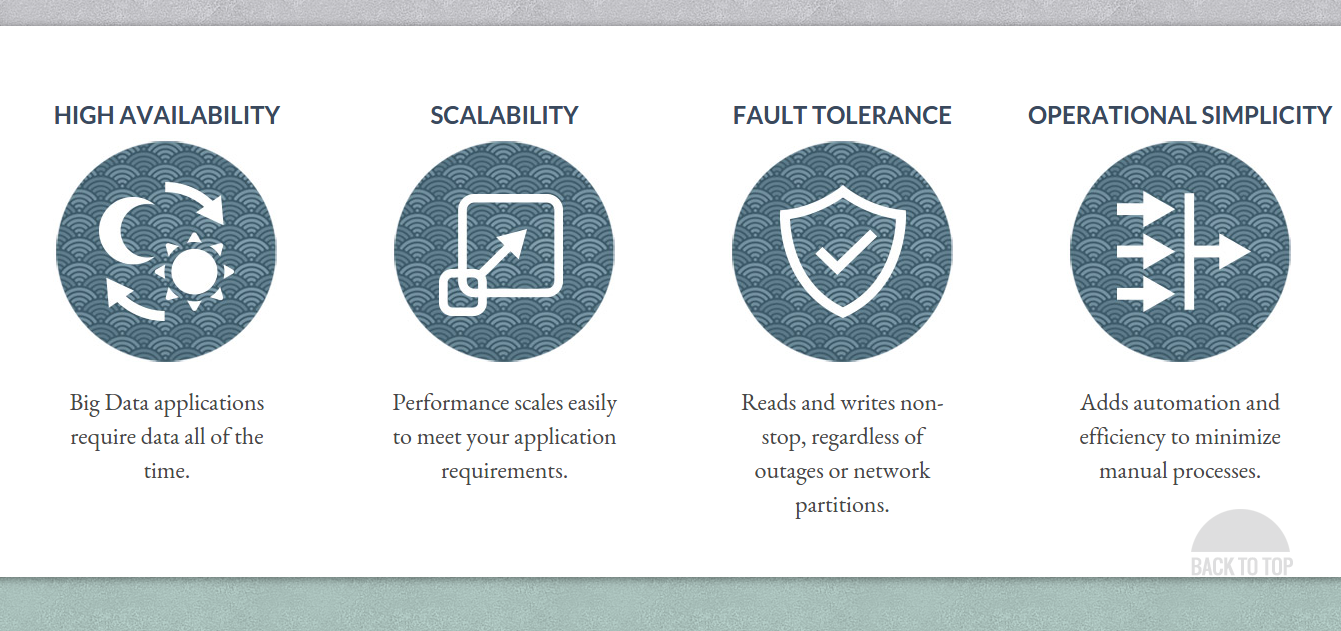 HIGH AVAILABILITY
Big Data applications
require data all of the
time.
SCALABILITY
Performance scales easily
to meet your application
requirements.
FAULT TOLERANCE
Reads and writes non-
stop, regardless of
outages or network
partitions.
OPERATIONAL SIMPLICITY
Adds automation and
efficiency to minimize
manual processes.
BACK TO TOP